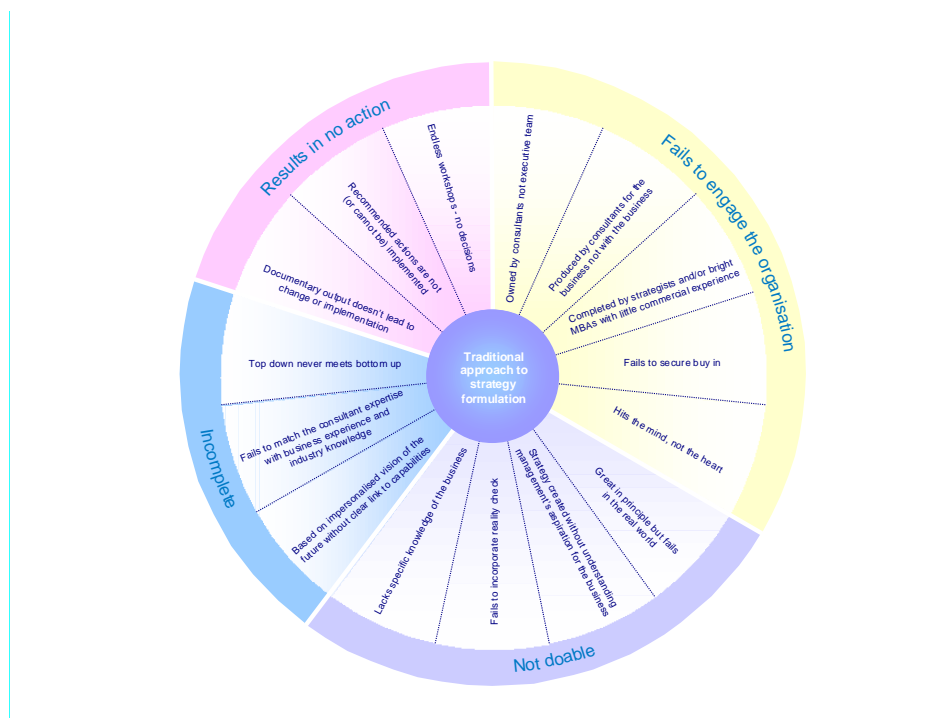 Traditional
approach to
strategy
formulation
Fails to engage the organisation
Owned by consultants not executive team
Produced by consultants for the
business not with the business
Completed by strategists and/or bright
MBAs with little commercial experience
Fails to secure buy in
Hits the mind, not the heart
Not doable
Great in principle but fails
in the real world
Strategy created without understanding
management's aspiration for the business
Fails to incorporate reality check
Lacks specific knowledge of the business
Incomplete
Based on impersonalised vision of the
future without clear link to capabilities
Fails to match the consultant expertise
with business experience and
industry knowledge
Top down never meets bottom up
Results in no action
Documentary output doesn't lead to
change or implementation
Recommended actions are not
(or cannot be) implemented
Endless workshops - no decisions